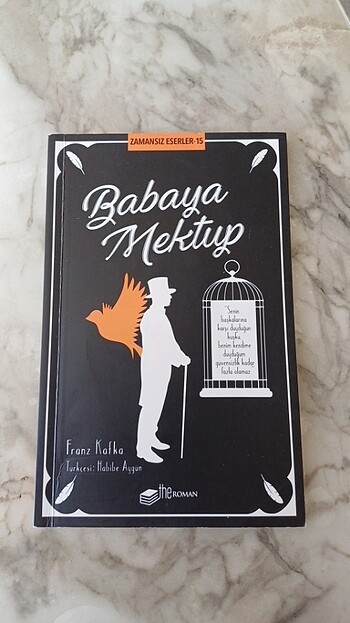 ZAMANSIZ ESERLER-15
Babaya
Mektup
"Senin
başkalarına
karşı duyduğun
kuşku,
benim kendime
duyduğum
güvensizlik kadar
fazla olamaz."
Franz Kafka
Türkçesi: Habibe Aygün
the ROMAN